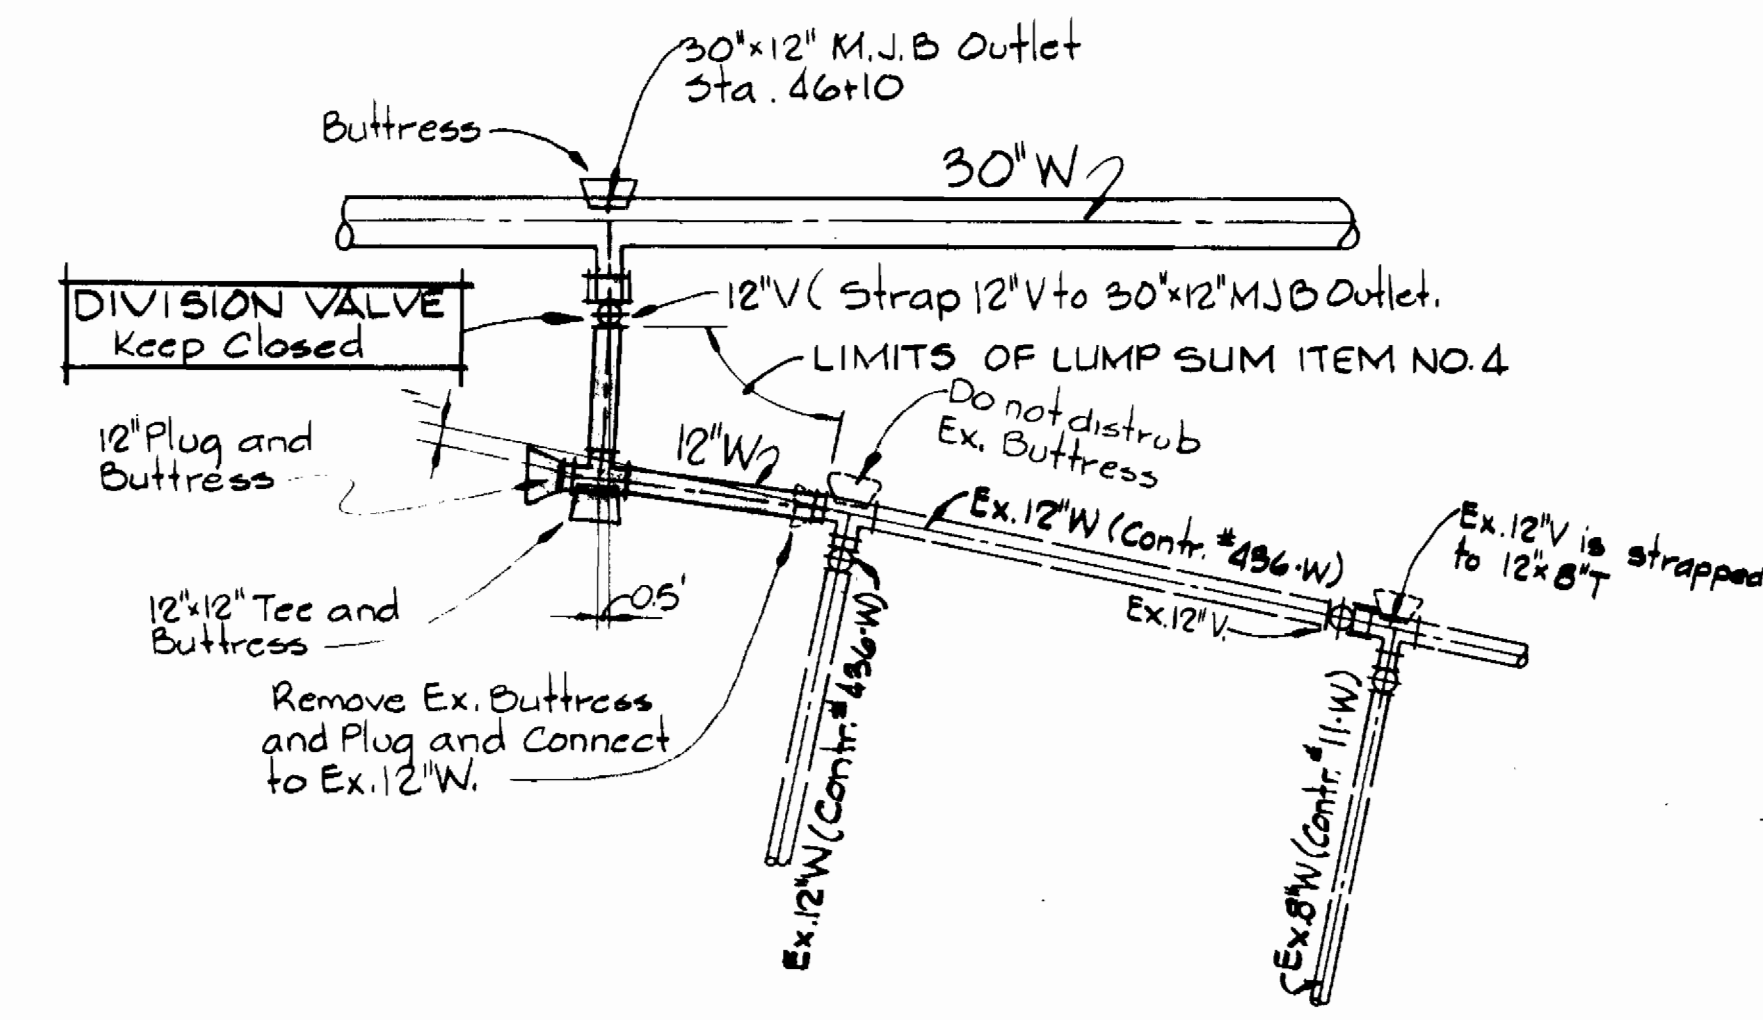 30"x12" M.J.B Outlet
Sta. 46+10
Buttress
30"W
DIVISION VALVE
Keep Closed
12"V ( Strap 12"V to 30"x12" MJB Outlet.
LIMITS OF LUMP SUM ITEM NO. 4
Do not distrub
Ex. Buttress
12" Plug and
Buttress
12"W
Ex. 12"W (Contr. #436-W)
Ex. 12"V is strapped
to 12"x8"T
12"x12" Tee and
Buttress
0.5'
Ex. 12"V.
Remove Ex. Buttress
and Plug and Connect
to Ex. 12"W.
Ex. 12"W (Contr. #436-W)
Ex. 8"W (Contr. #11-W)